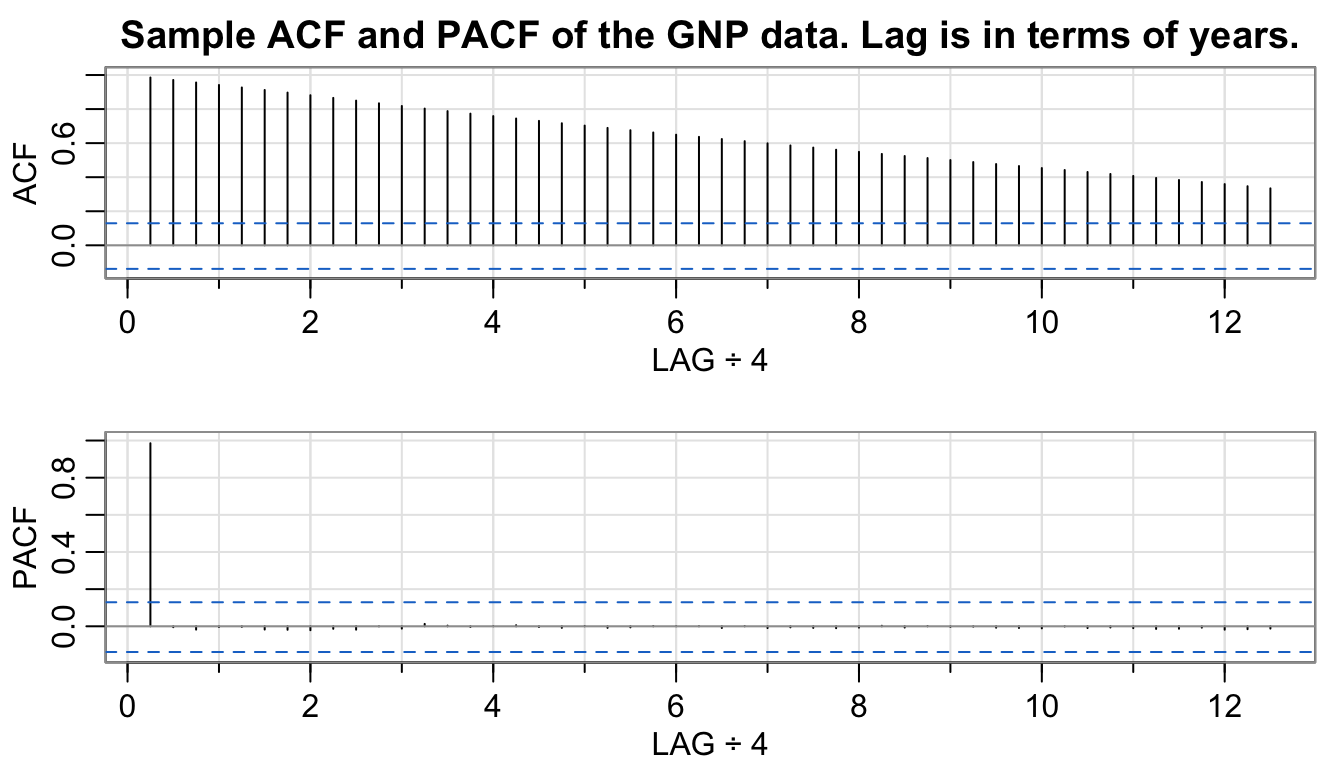 Sample ACF and PACF of the GNP data. Lag is in terms of years.
ACF
0.6
0.0
0 2 4 6 8 10 12
LAG ÷ 4
PACF
0.8
0.4
0.0
0 2 4 6 8 10 12
LAG ÷ 4